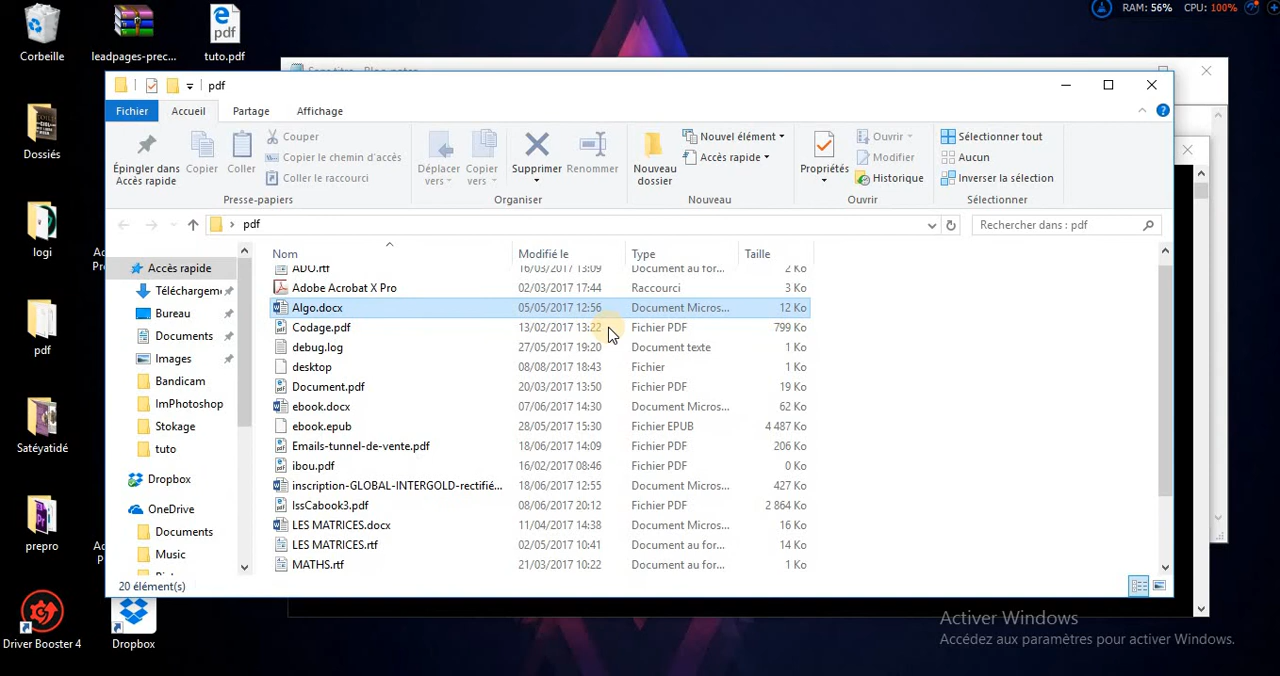 RAM: 56% CPU: 100%
Corbeille
leadpages-prec...
tuto.pdf
pdf
Fichier
Accueil
Partage
Affichage
Épingler dans
Accès rapide
Copier
Coller
Couper
Copier le chemin d'accès
Coller le raccourci
Presse-papiers
Déplacer
vers
Copier
vers
Supprimer
Renommer
Organiser
Nouveau
dossier
Nouvel élément
Accès rapide
Nouveau
Propriétés
Ouvrir
Modifier
Historique
Ouvrir
Sélectionner tout
Aucun
Inverser la sélection
Sélectionner
pdf
Rechercher dans : pdf
Dossiés
logi
pdf
Satéyatidé
prepro
Driver Booster 4
Dropbox
Accès rapide
Téléchargeme
Bureau
Documents
Images
Bandicam
ImPhotoshop
Stokage
tuto
Dropbox
OneDrive
Documents
Music
Nom Modifié le Type Taille
ADO.rtf 16/03/2017 13:09 Document au for... 2 Ko
Adobe Acrobat X Pro 02/03/2017 17:44 Raccourci 3 Ko
Algo.docx 05/05/2017 12:56 Document Micros... 12 Ko
Codage.pdf 13/02/2017 13:22 Fichier PDF 799 Ko
debug.log 27/05/2017 19:20 Document texte 1 Ko
desktop 08/08/2017 18:43 Fichier 1 Ko
Document.pdf 20/03/2017 13:50 Fichier PDF 19 Ko
ebook.docx 07/06/2017 14:30 Document Micros... 62 Ko
ebook.epub 28/05/2017 15:30 Fichier EPUB 4 487 Ko
Emails-tunnel-de-vente.pdf 18/06/2017 14:09 Fichier PDF 206 Ko
ibou.pdf 16/02/2017 08:46 Fichier PDF 0 Ko
inscription-GLOBAL-INTERGOLD-rectifié... 18/06/2017 12:55 Document Micros... 427 Ko
IssCabook3.pdf 08/06/2017 20:12 Fichier PDF 2 864 Ko
LES MATRICES.docx 11/04/2017 14:38 Document Micros... 16 Ko
LES MATRICES.rtf 02/05/2017 10:41 Document au for... 14 Ko
MATHS.rtf 21/03/2017 10:22 Document au for... 1 Ko
20 élément(s)
Activer Windows
Accédez aux paramètres pour activer Windows.